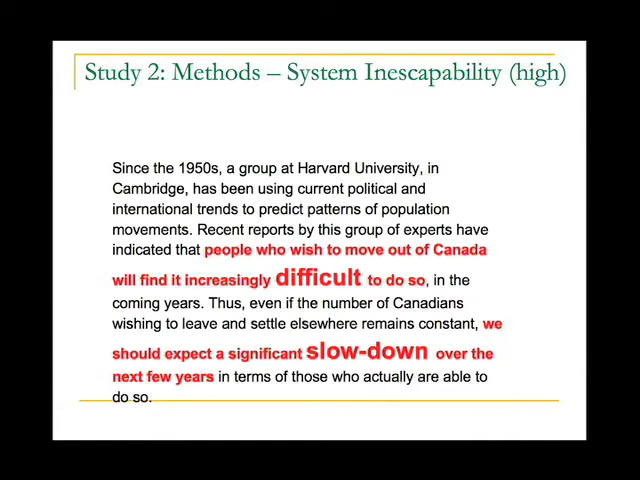 Study 2: Methods – System Inescapability (high)
Since the 1950s, a group at Harvard University, in
Cambridge, has been using current political and
international trends to predict patterns of population
movements. Recent reports by this group of experts have
indicated that people who wish to move out of Canada
will find it increasingly difficult to do so, in the
coming years. Thus, even if the number of Canadians
wishing to leave and settle elsewhere remains constant, we
should expect a significant slow-down over the
next few years in terms of those who actually are able to
do so.